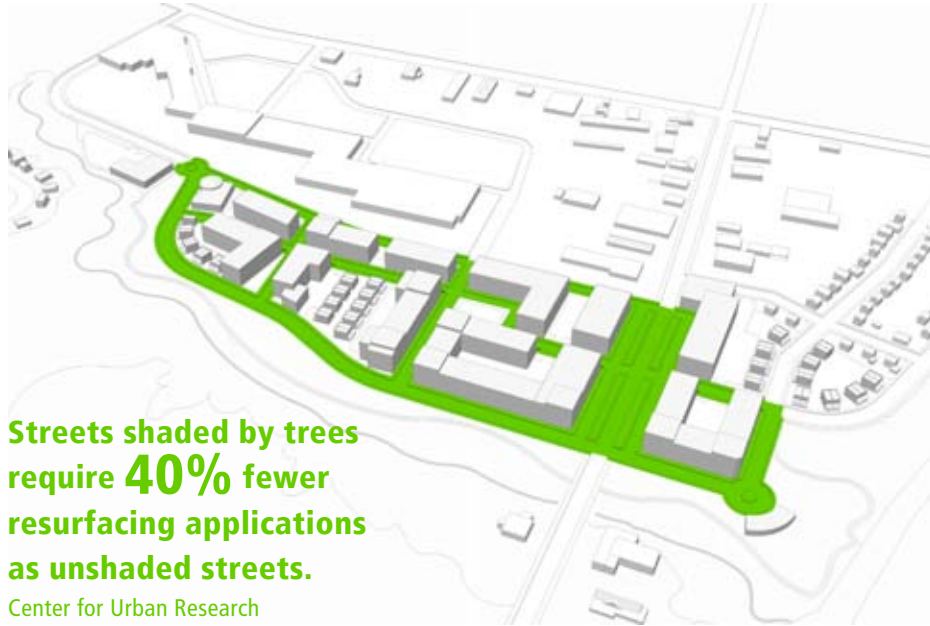 Streets shaded by trees
require 40% fewer
resurfacing applications
as unshaded streets.
Center for Urban Research